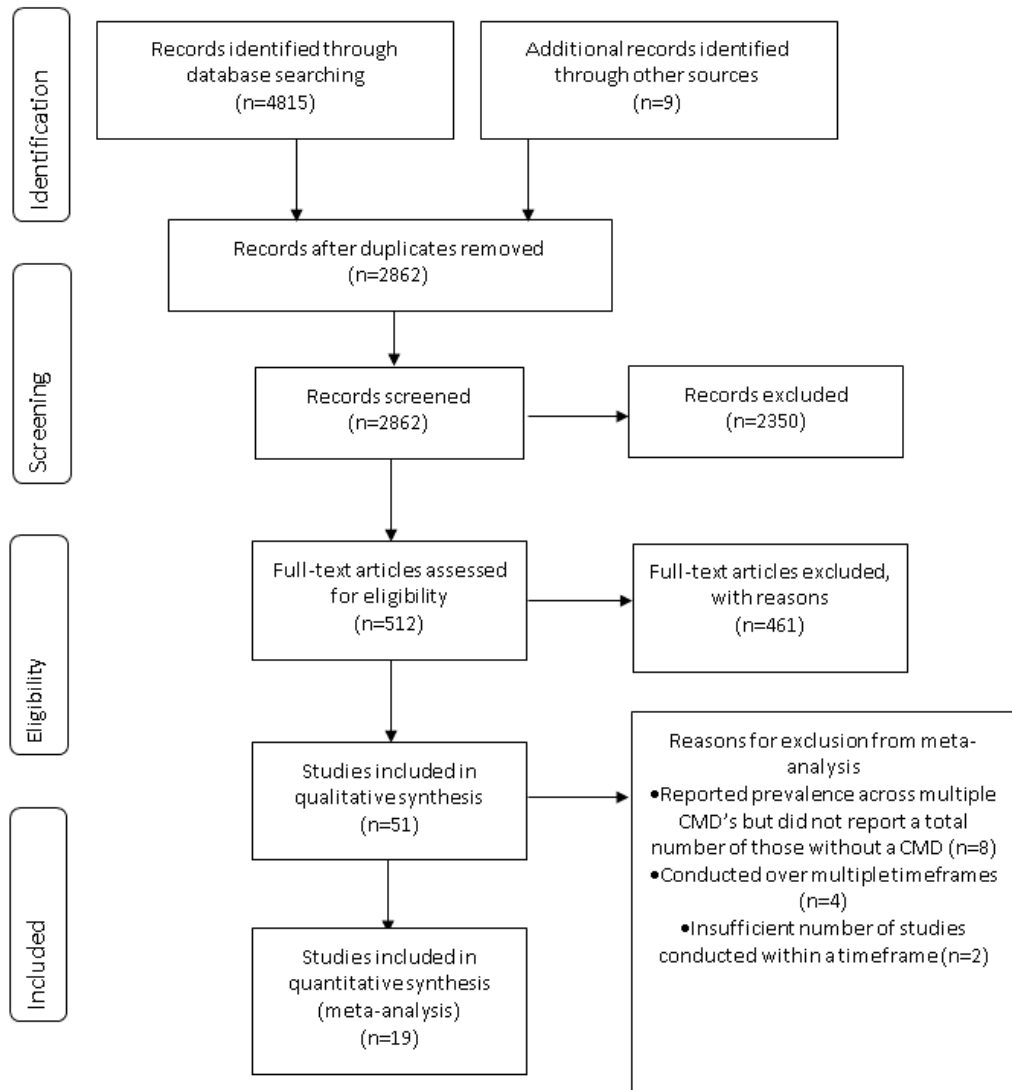 Identification
Records identified through
database searching
(n=4815)
Additional records identified
through other sources
(n=9)
Records after duplicates removed
(n=2862)
Screening
Records screened
(n=2862)
Records excluded
(n=2350)
Eligibility
Full-text articles assessed
for eligibility
(n=512)
Full-text articles excluded,
with reasons
(n=461)
Studies included in
qualitative synthesis
(n=51)
Reasons for exclusion from meta-
analysis
•Reported prevalence across multiple
CMD's but did not report a total
number of those without a CMD (n=8)
•Conducted over multiple timeframes
(n=4)
•Insufficient number of studies
conducted within a timeframe (n=2)
Included
Studies included in
quantitative synthesis
(meta-analysis)
(n=19)